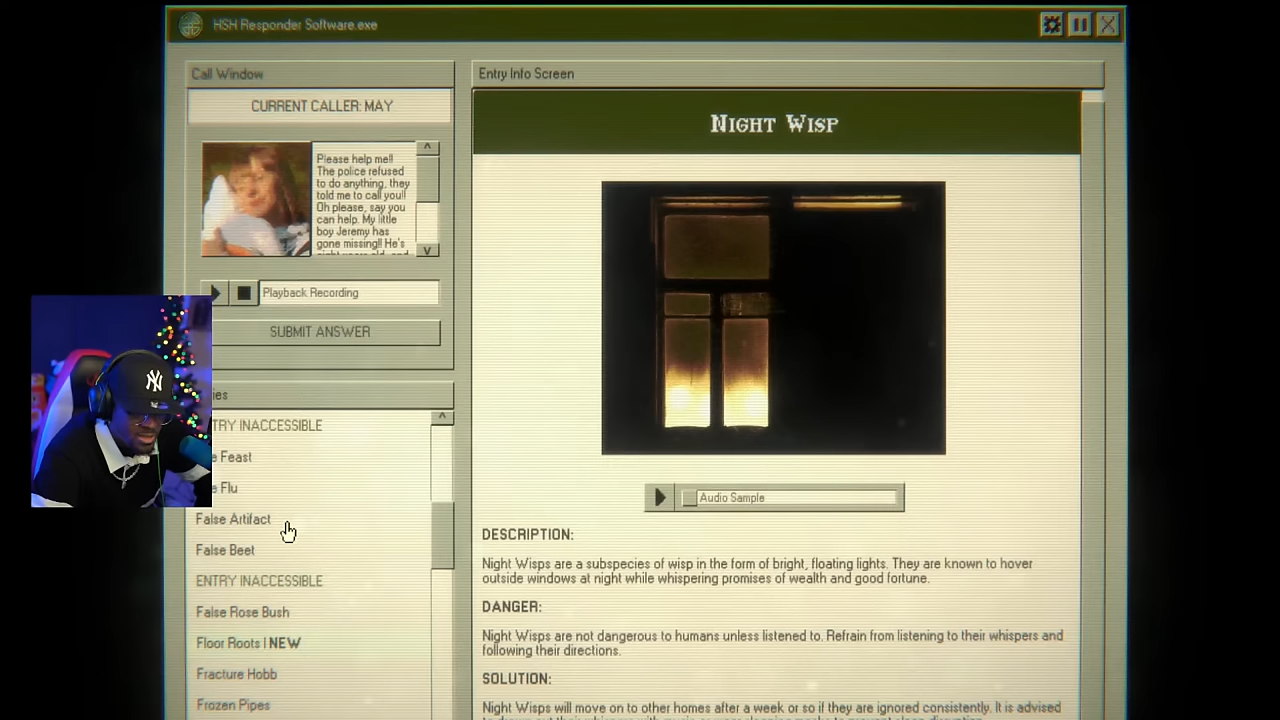 HSH Responder Software.exe
Call Window
CURRENT CALLER: MAY
Please help me!!
The police refused
to do anything, they
told me to call you!!
Oh please, say you
can help. My little
boy Jeremy has
gone missing!! He's
Playback Recording
SUBMIT ANSWER
ENTRY INACCESSIBLE
Feast
Flu
False Artifact
False Beet
ENTRY INACCESSIBLE
False Rose Bush
Floor Roots | NEW
Fracture Hobb
Frozen Pipes
Entry Info Screen
NIGHT WISP
Audio Sample
DESCRIPTION:
Night Wisps are a subspecies of wisp in the form of bright, floating lights. They are known to hover
outside windows at night while whispering promises of wealth and good fortune.
DANGER:
Night Wisps are not dangerous to humans unless listened to. Refrain from listening to their whispers and
following their directions.
SOLUTION:
Night Wisps will move on to other homes after a week or so if they are ignored consistently. It is advised